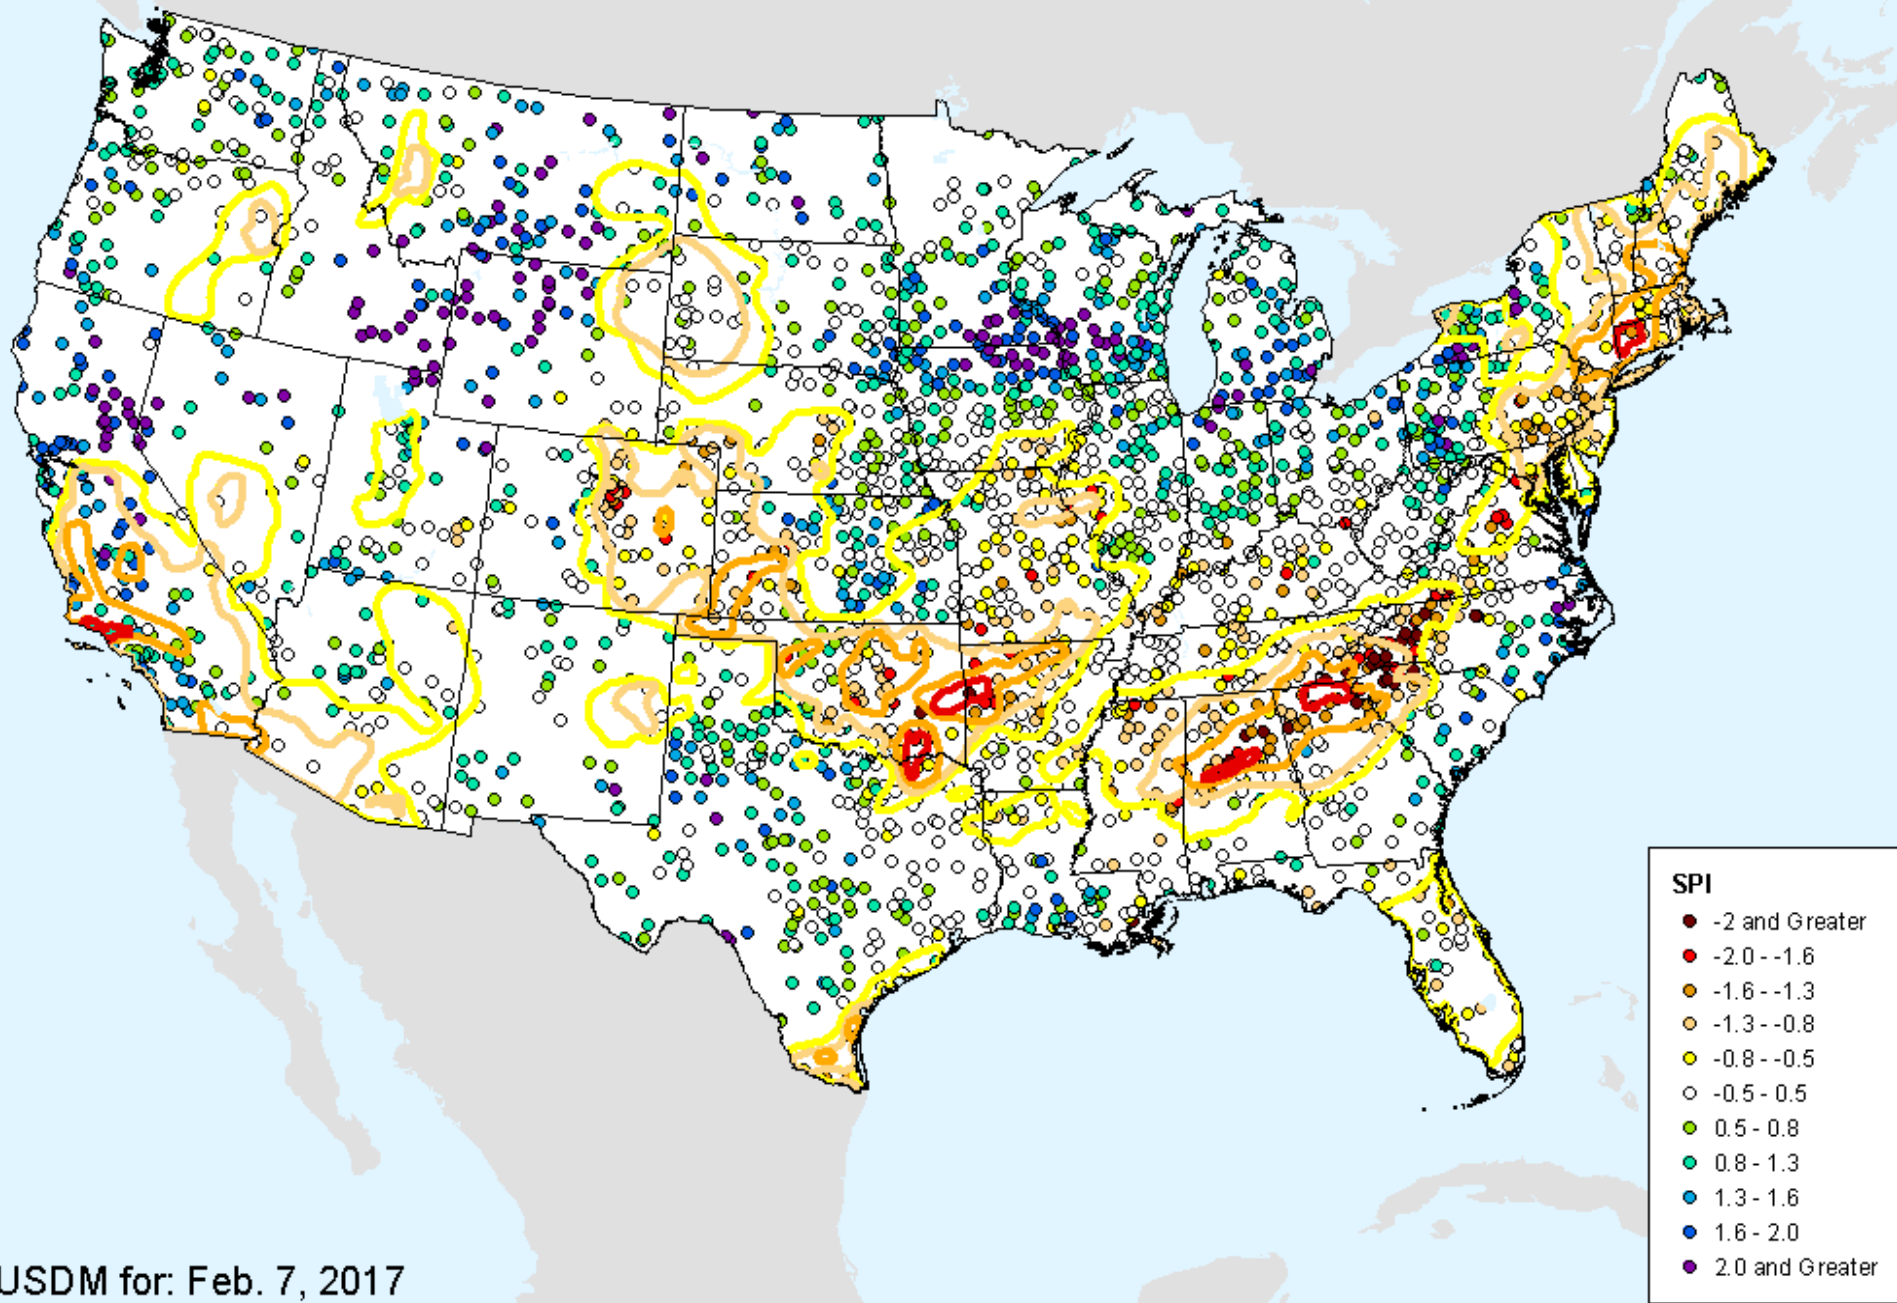 SPI
-2 and Greater
-2.0 - -1.6
-1.6 - -1.3
-1.3 - -0.8
-0.8 - -0.5
-0.5 - 0.5
0.5 - 0.8
0.8 - 1.3
1.3 - 1.6
1.6 - 2.0
2.0 and Greater
USDM for: Feb. 7, 2017